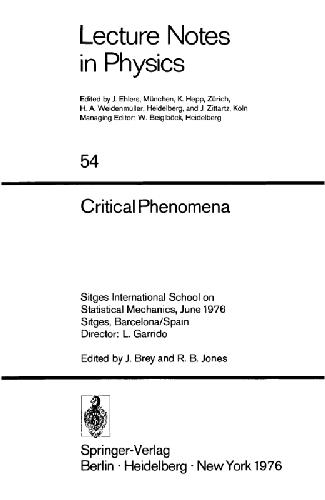 Lecture Notes
in Physics
Edited by J. Ehlers, München, K. Hepp, Zürich,
H. A. Weidenmüller, Heidelberg, and J. Zittartz, Köln
Managing Editor: W. Beiglböck, Heidelberg
54
Critical Phenomena
Sitges International School on
Statistical Mechanics, June 1976
Sitges, Barcelona/Spain
Director: L. Garrido
Edited by J. Brey and R. B. Jones
Springer-Verlag
Berlin · Heidelberg · New York 1976